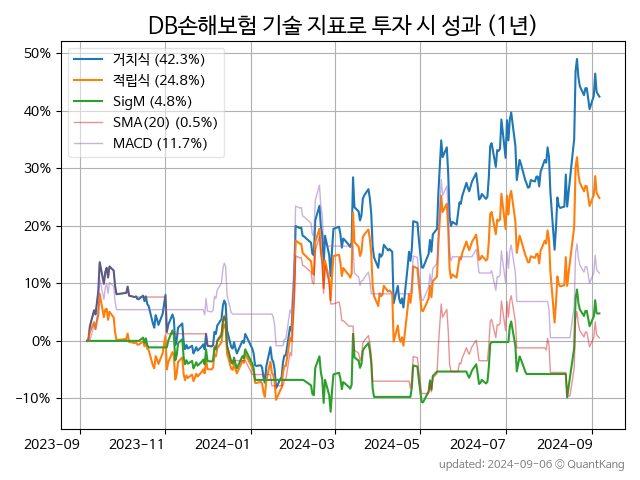 DB손해보험 기술 지표로 투자 시 성과 (1년)
50%
40%
30%
20%
10%
0%
−10%
거치식 (42.3%)
적립식 (24.8%)
SigM (4.8%)
SMA(20) (0.5%)
MACD (11.7%)
2023-09
2023-11
2024-01
2024-03
2024-05
2024-07
2024-09
updated: 2024-09-06 © QuantKang